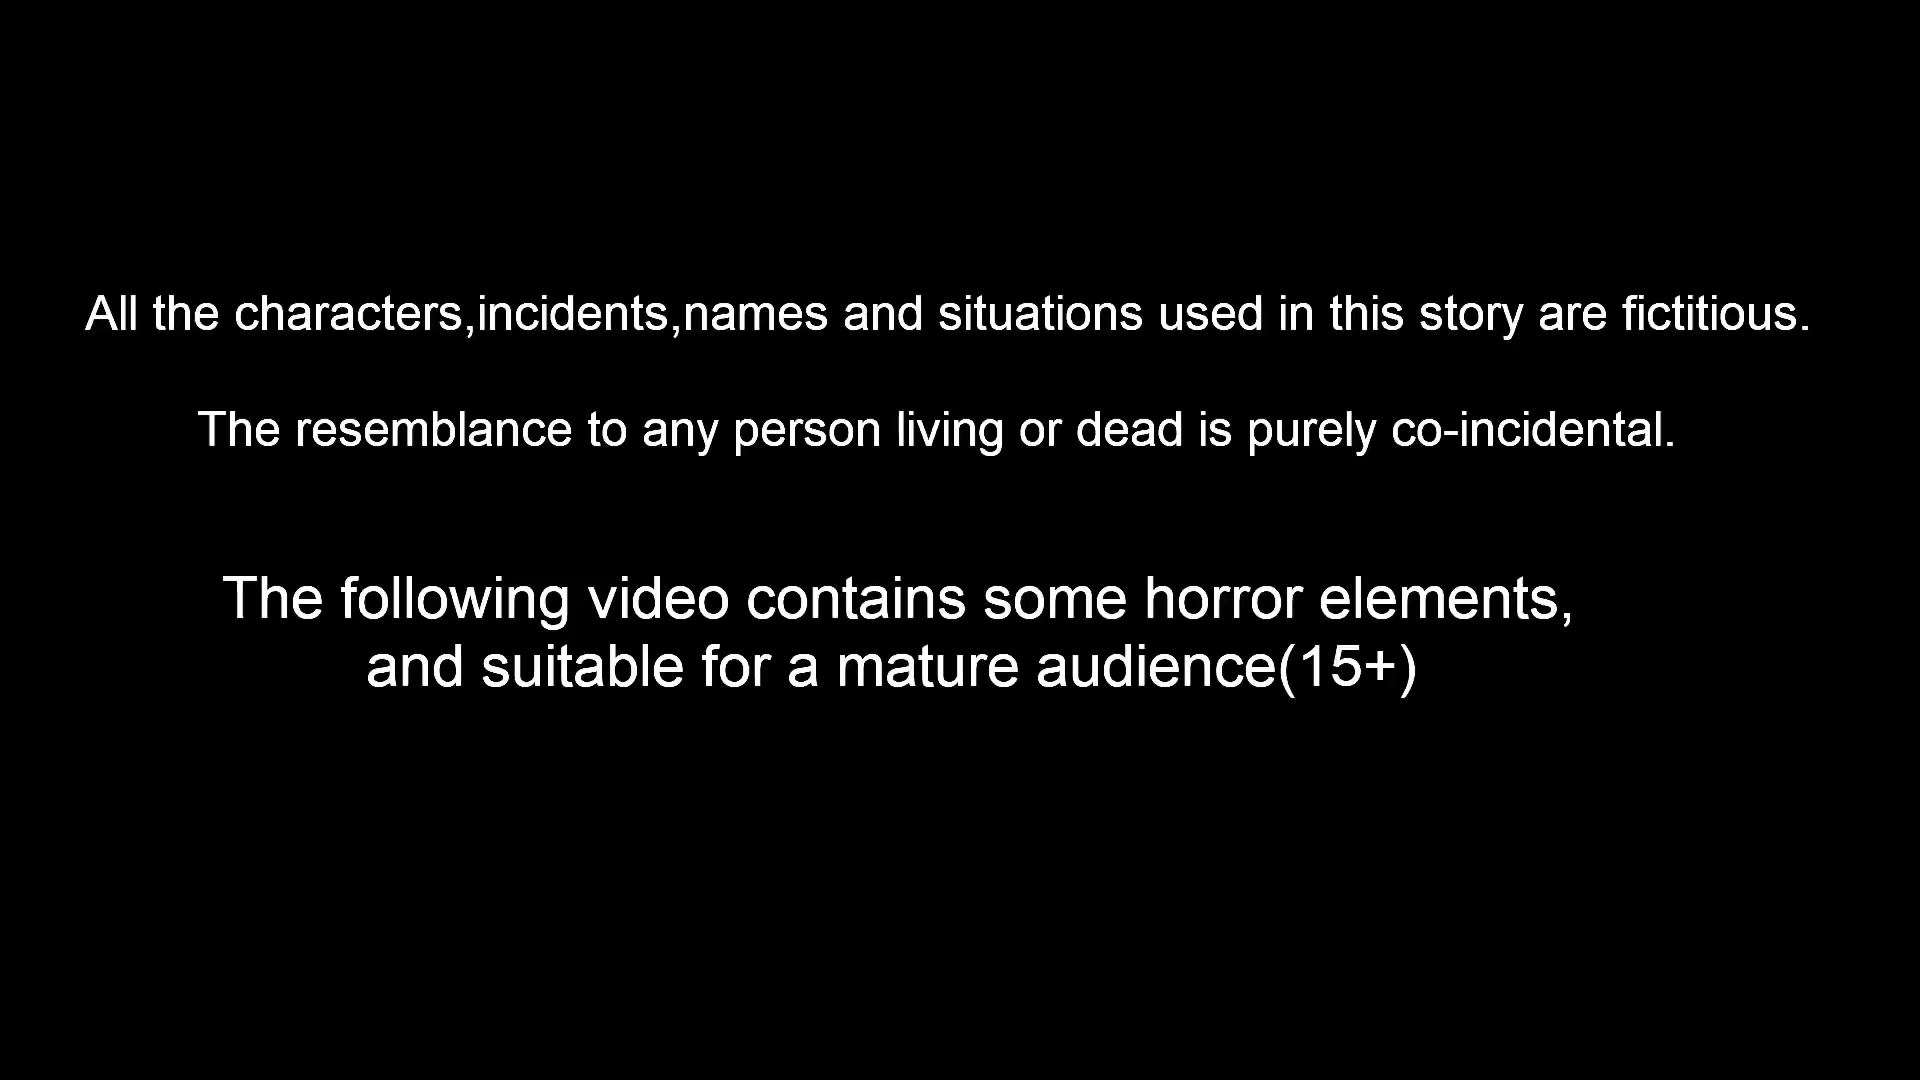 All the characters,incidents,names and situations used in this story are fictitious.
The resemblance to any person living or dead is purely co-incidental.
The following video contains some horror elements,
and suitable for a mature audience(15+)